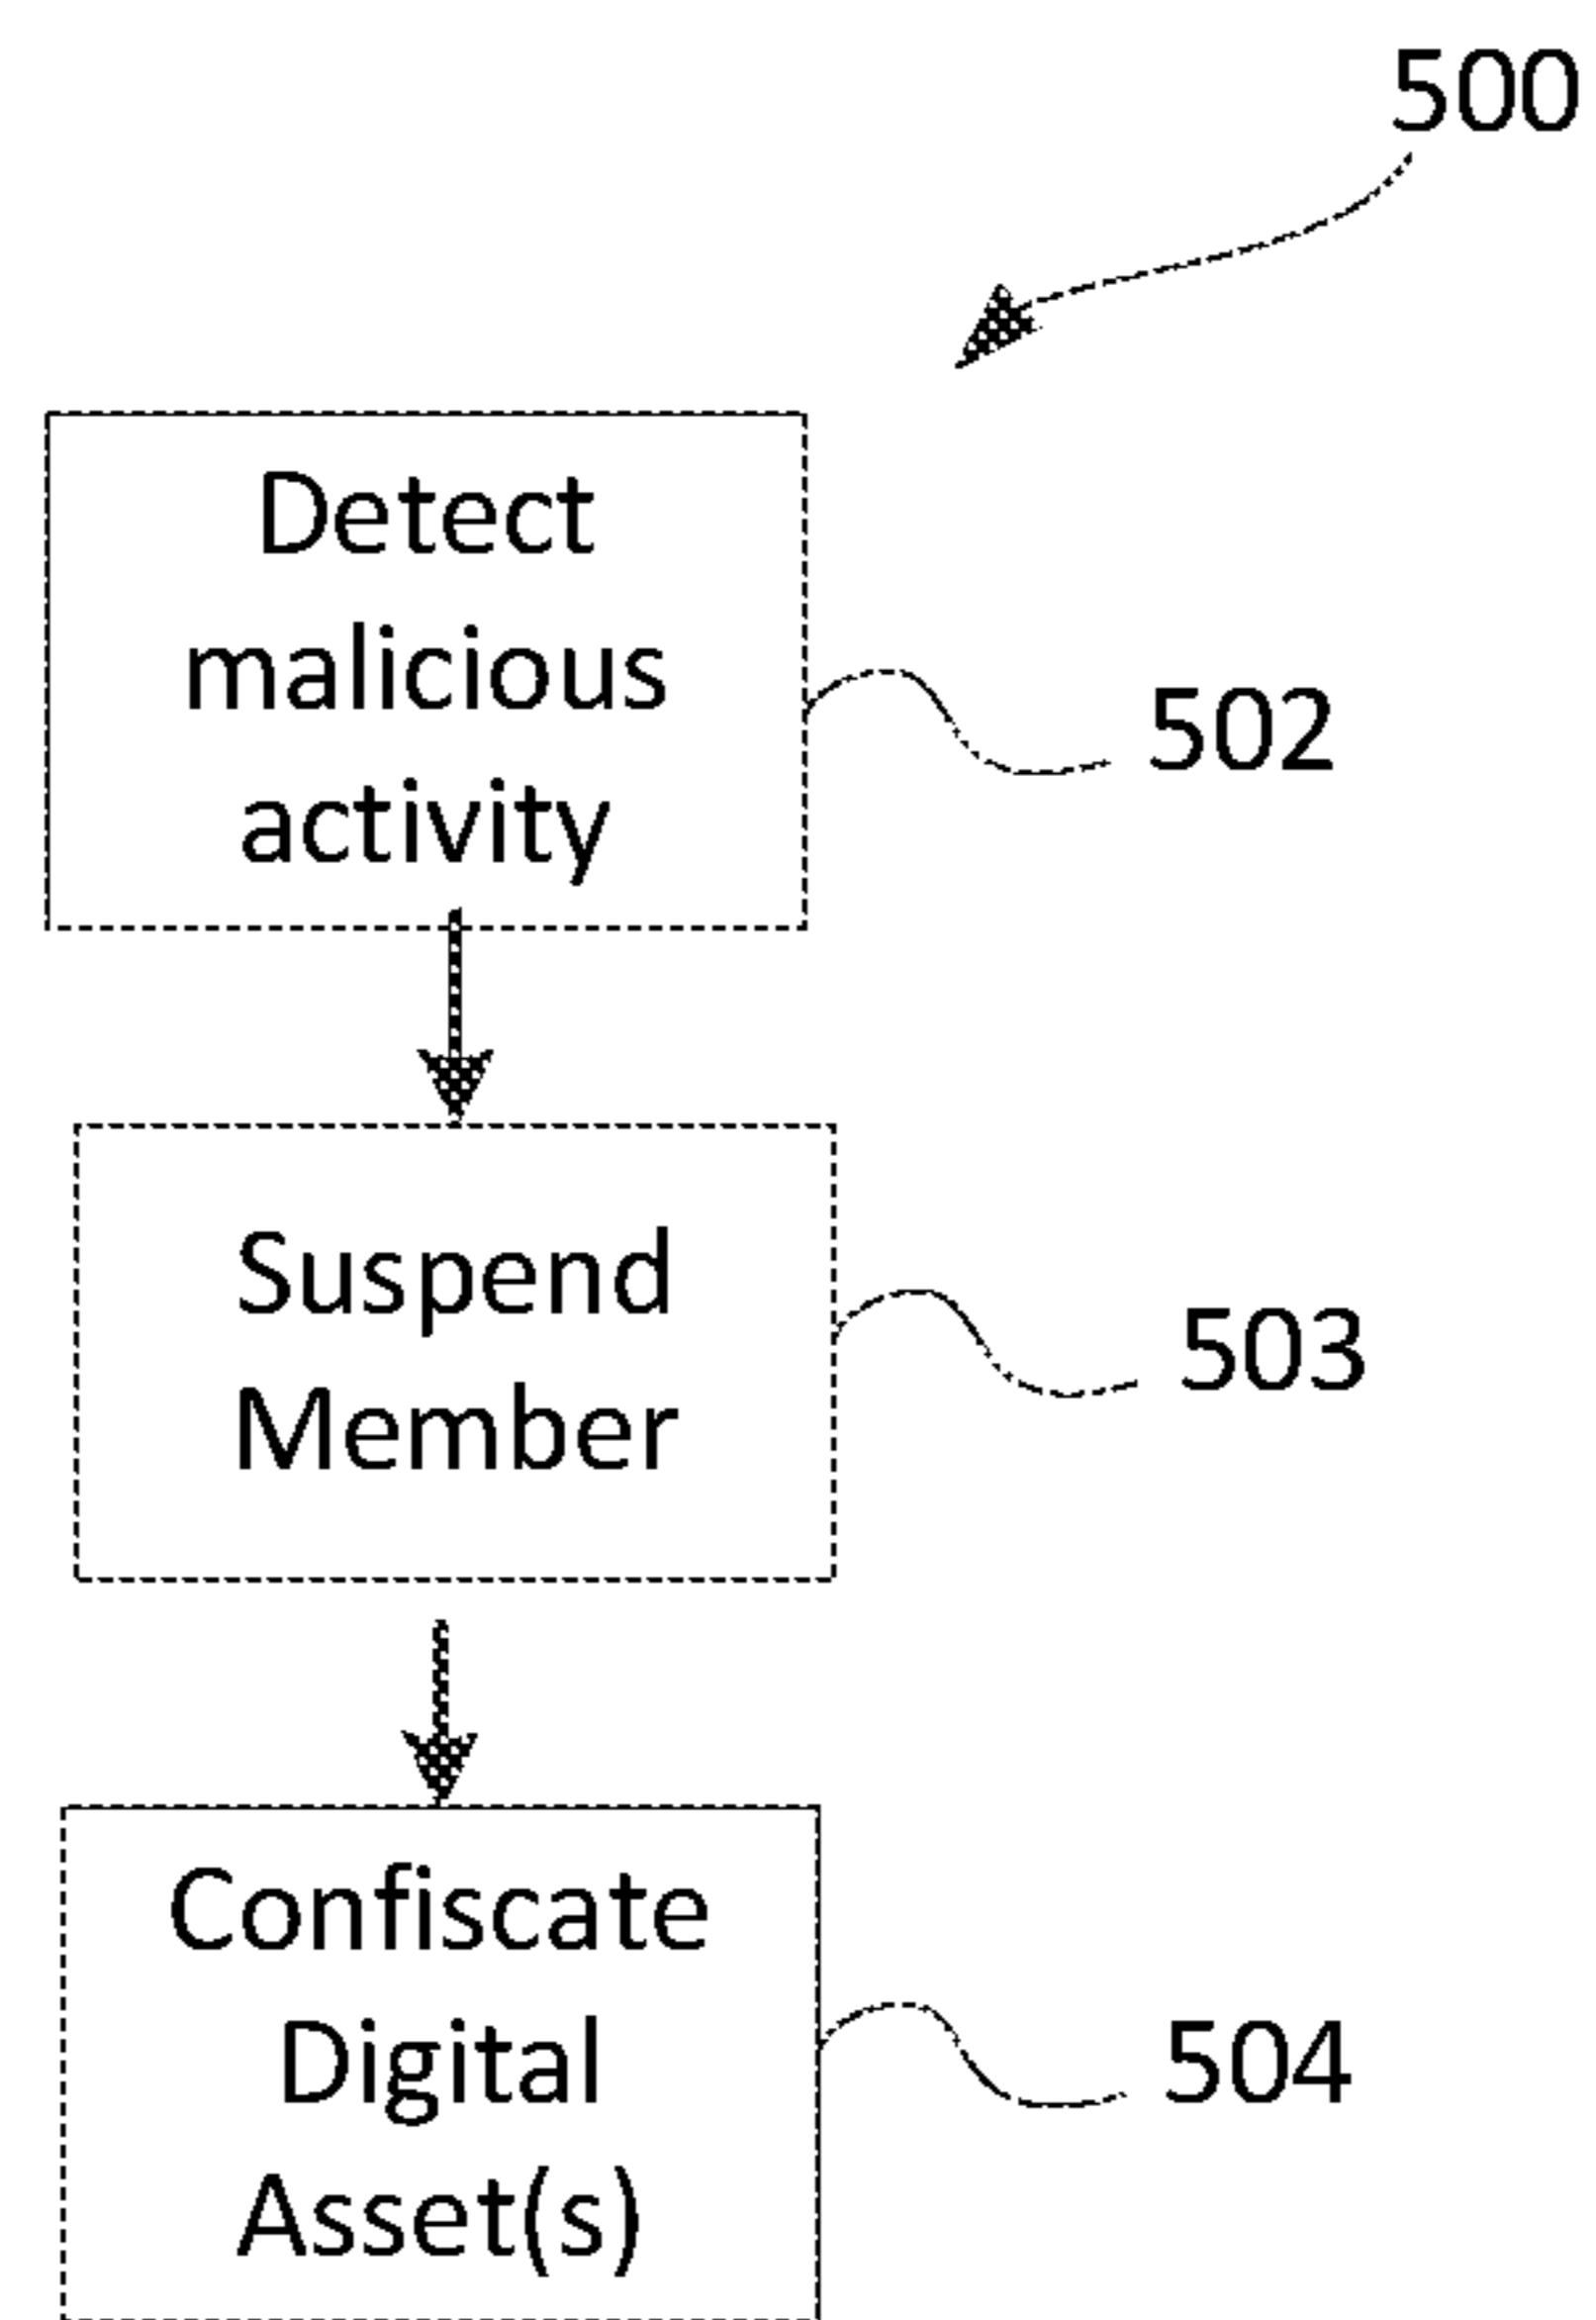 500
Detect
malicious
activity
502
Suspend
Member
503
Confiscate
Digital
Asset(s)
504